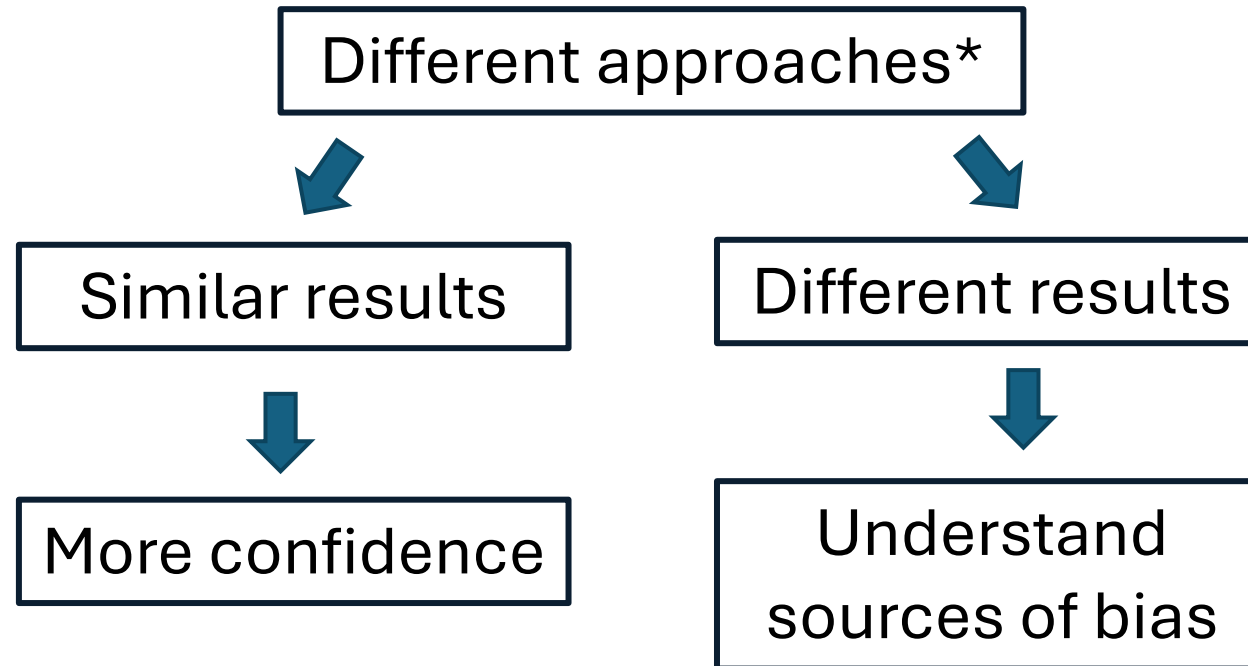 Different approaches*
Similar results
Different results
More confidence
Understand
sources of bias